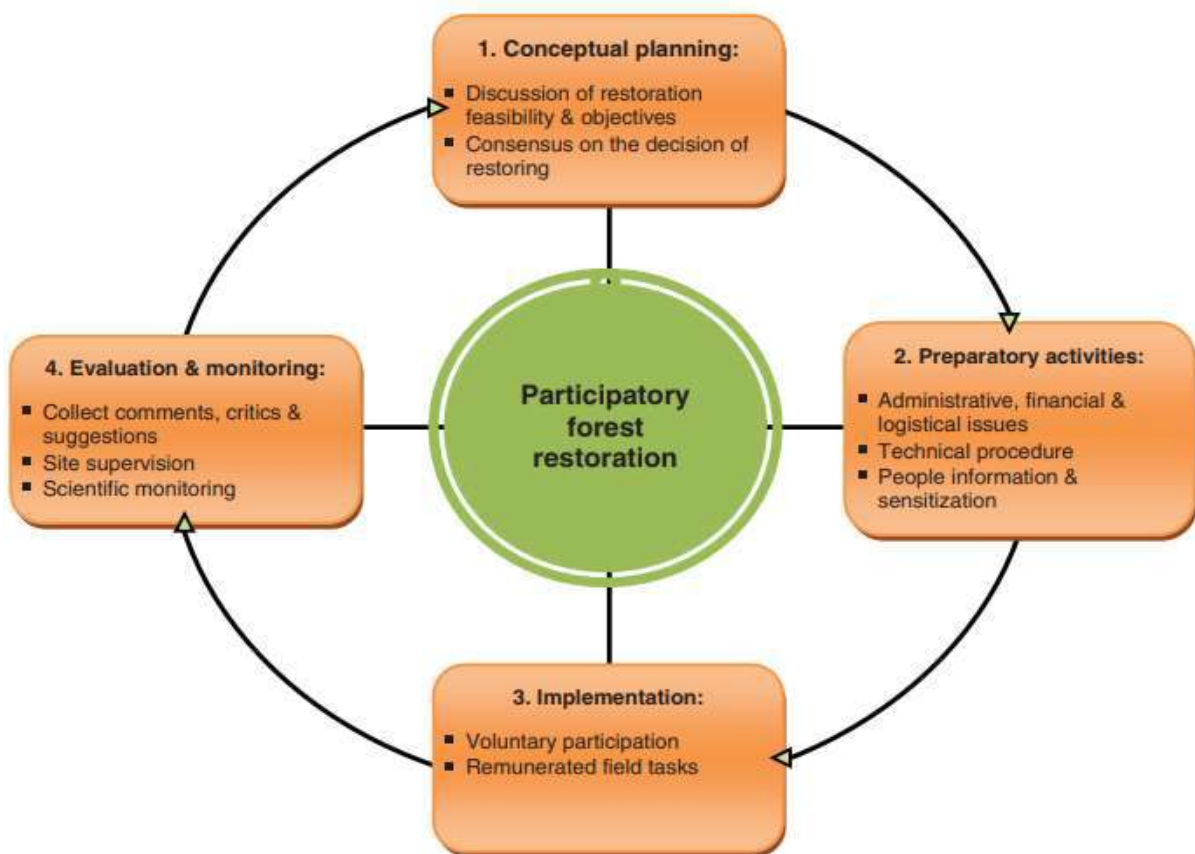 1. Conceptual planning:
▪ Discussion of restoration
feasibility & objectives
▪ Consensus on the decision of
restoring
2. Preparatory activities:
▪ Administrative, financial &
logistical issues
▪ Technical procedure
▪ People information &
sensitization
3. Implementation:
▪ Voluntary participation
▪ Remunerated field tasks
4. Evaluation & monitoring:
▪ Collect comments, critics &
suggestions
▪ Site supervision
▪ Scientific monitoring
Participatory
forest
restoration